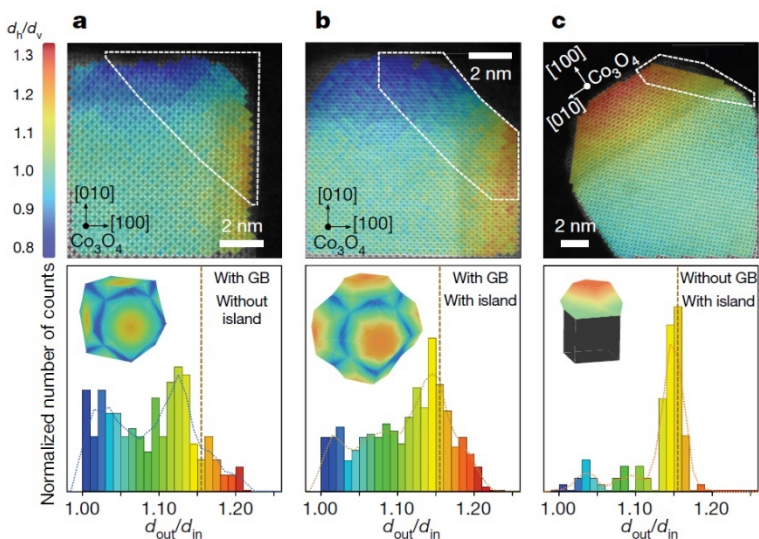 a
b
c
dh/dv
1.3
1.2
1.1
1.0
0.9
0.8
[010]
[100]
Co3O4
2 nm
2 nm
[010]
[100]
Co3O4
[100]
Co3O4
[010]
2 nm
Normalized number of counts
With GB
Without
island
With GB
With island
Without GB
With island
1.00 1.10 1.20
1.00 1.10 1.20
1.00 1.10 1.20
dout/din
dout/din
dout/din